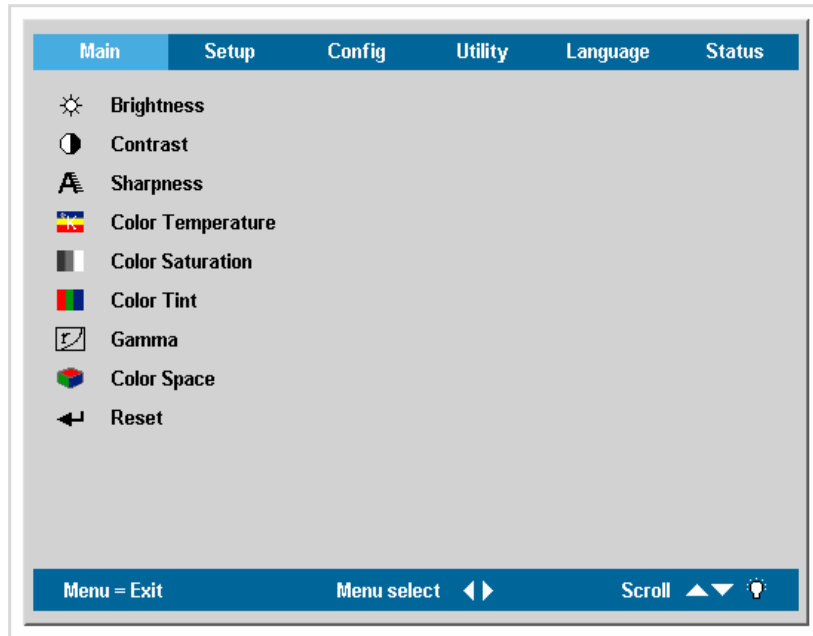 Main Setup Config Utility Language Status
Brightness
Contrast
Sharpness
Color Temperature
Color Saturation
Color Tint
Gamma
Color Space
Reset
Menu = Exit Menu select Scroll